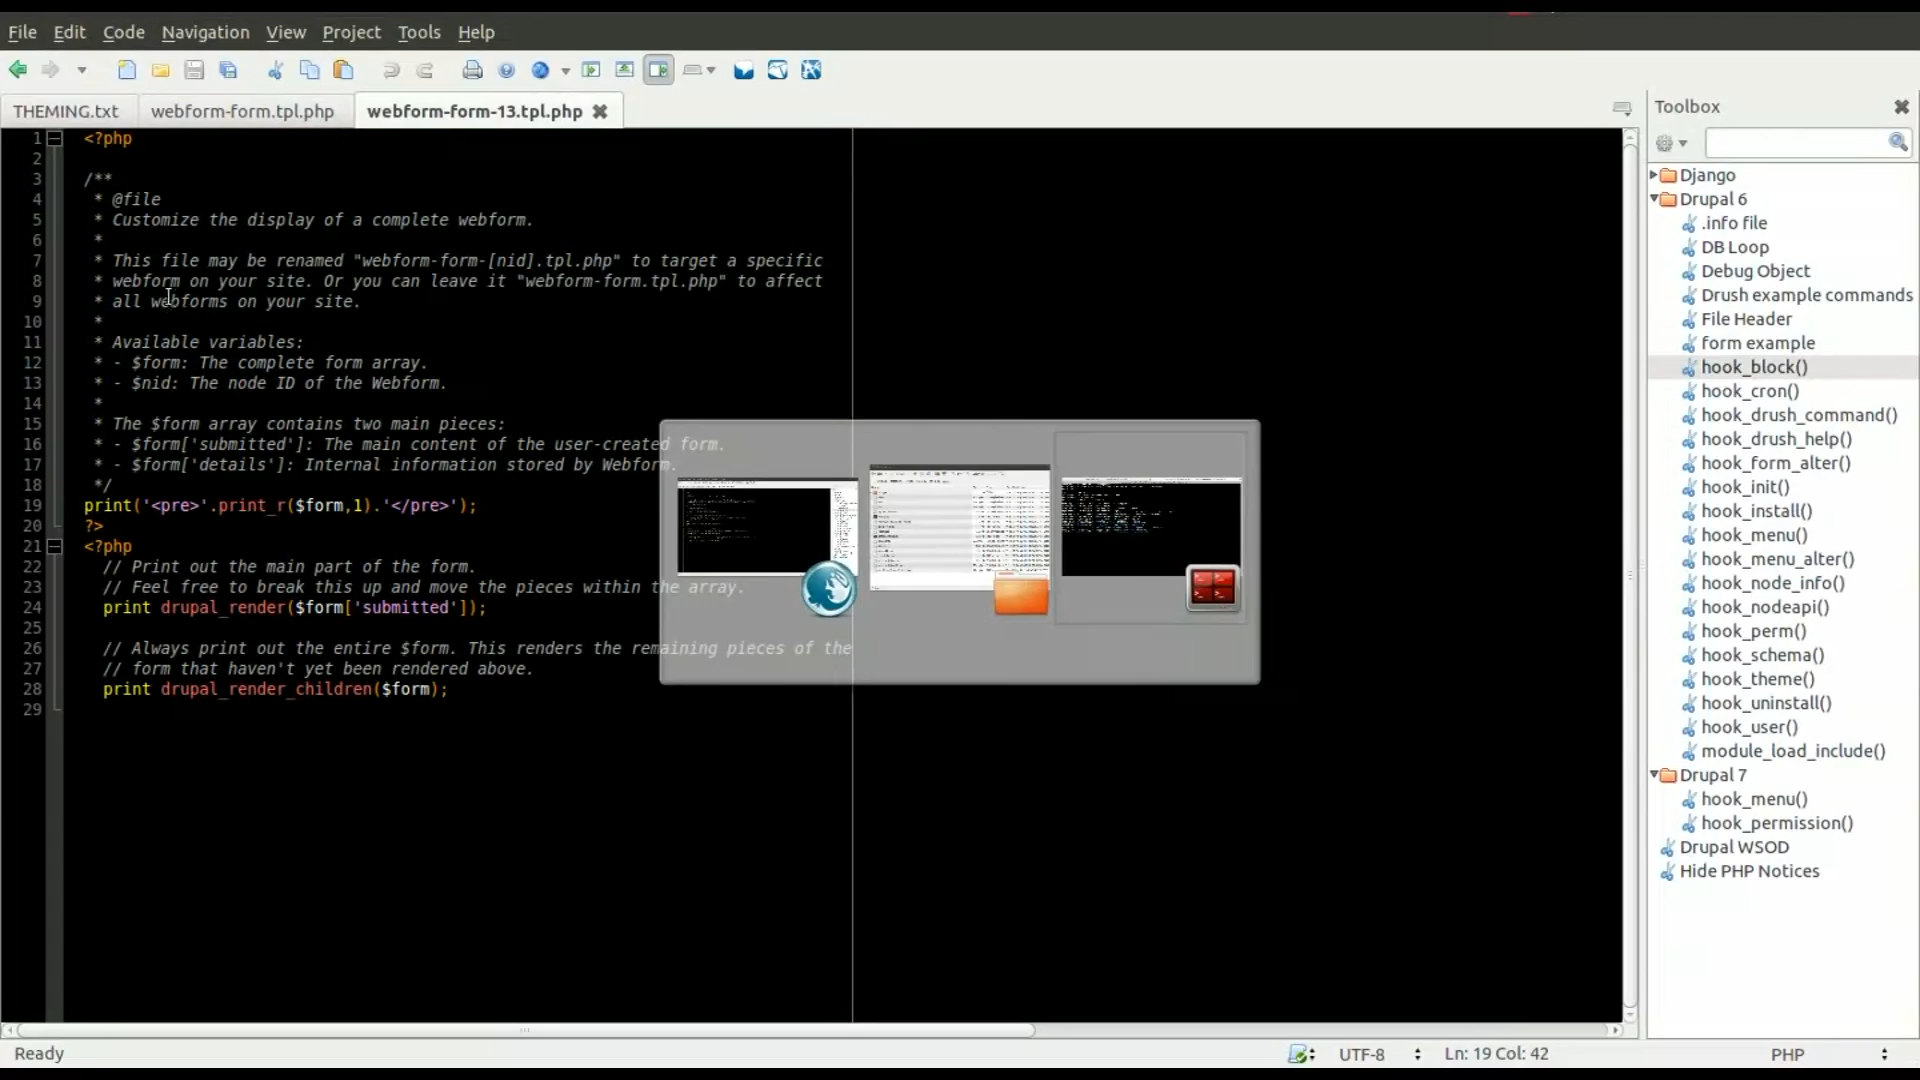 File Edit Code Navigation View Project Tools Help
THEMING.txt webform-form.tpl.php webform-form-13.tpl.php
1 <?php
2
3 /**
4 * @file
5 * Customize the display of a complete webform.
6 *
7 * This file may be renamed "webform-form-[nid].tpl.php" to target a specific
8 * webform on your site. Or you can leave it "webform-form.tpl.php" to affect
9 * all webforms on your site.
10 *
11 * Available variables:
12 * - $form: The complete form array.
13 * - $nid: The node ID of the Webform.
14 *
15 * The $form array contains two main pieces:
16 * - $form['submitted']: The main content of the user-created form.
17 * - $form['details']: Internal information stored by Webform.
18 */
19 print('<pre>'.print_r($form,1).'</pre>');
20 ?>
21 <?php
22 // Print out the main part of the form.
23 // Feel free to break this up and move the pieces within the array.
24 print drupal_render($form['submitted']);
25
26 // Always print out the entire $form. This renders the remaining pieces of the
27 // form that haven't yet been rendered above.
28 print drupal_render_children($form);
29
Toolbox
Django
Drupal 6
.info file
DB Loop
Debug Object
Drush example commands
File Header
form example
hook_block()
hook_cron()
hook_drush_command()
hook_drush_help()
hook_form_alter()
hook_init()
hook_install()
hook_menu()
hook_menu_alter()
hook_node_info()
hook_nodeapi()
hook_perm()
hook_schema()
hook_theme()
hook_uninstall()
hook_user()
module_load_include()
Drupal 7
hook_menu()
hook_permission()
Drupal WSOD
Hide PHP Notices
Ready UTF-8 Ln: 19 Col: 42 PHP